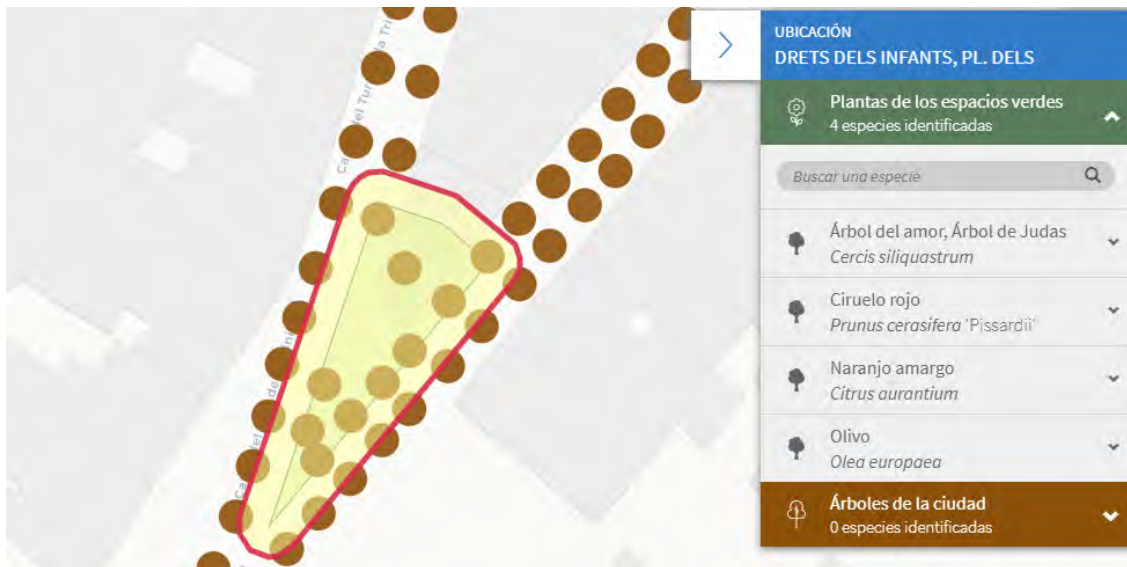 UBICACIÓN
DRETS DELS INFANTS, PL. DELS
Plantas de los espacios verdes
4 especies identificadas
Buscar una especie
Árbol del amor, Árbol de Judas
Cercis siliquastrum
Ciruelo rojo
Prunus cerasifera 'Pissardii'
Naranjo amargo
Citrus aurantium
Olivo
Olea europaea
Árboles de la ciudad
0 especies identificadas